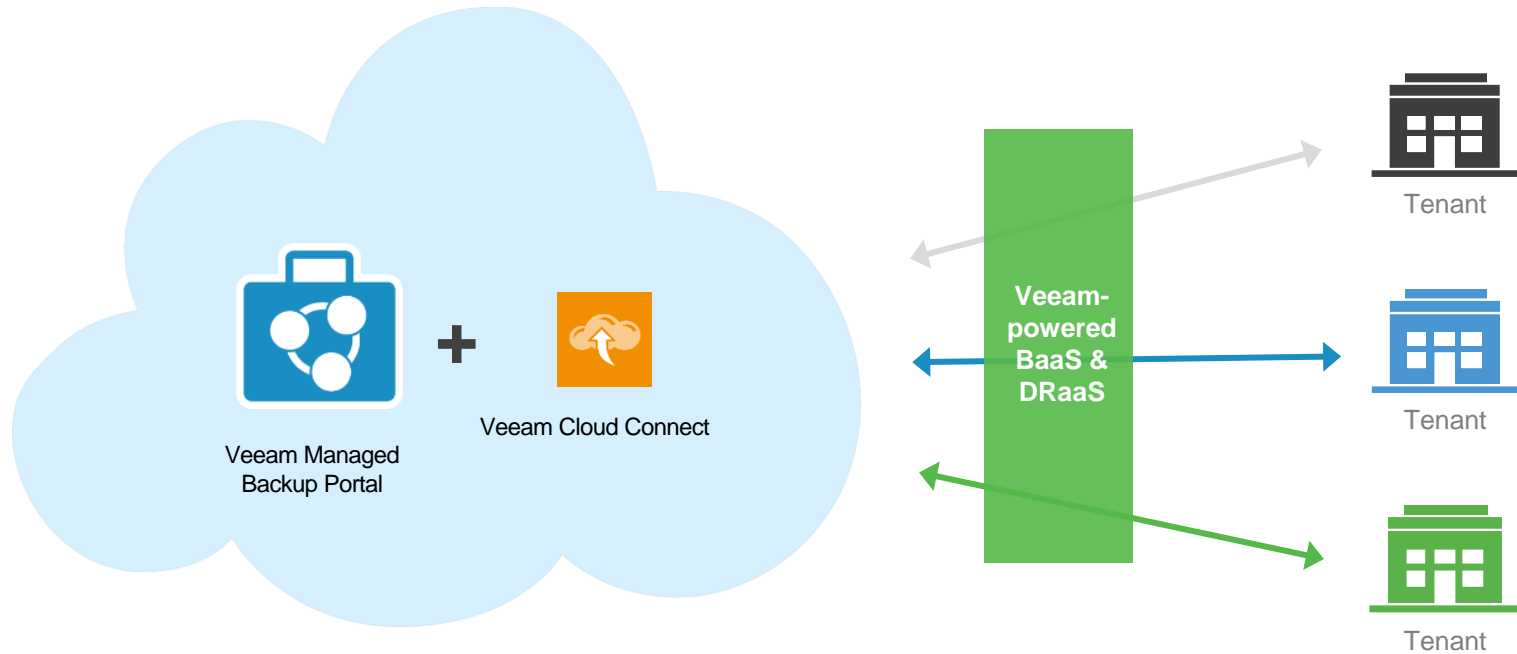 Veeam Managed
Backup Portal
Veeam Cloud Connect
Veeam-
powered
BaaS &
DRaaS
Tenant
Tenant
Tenant